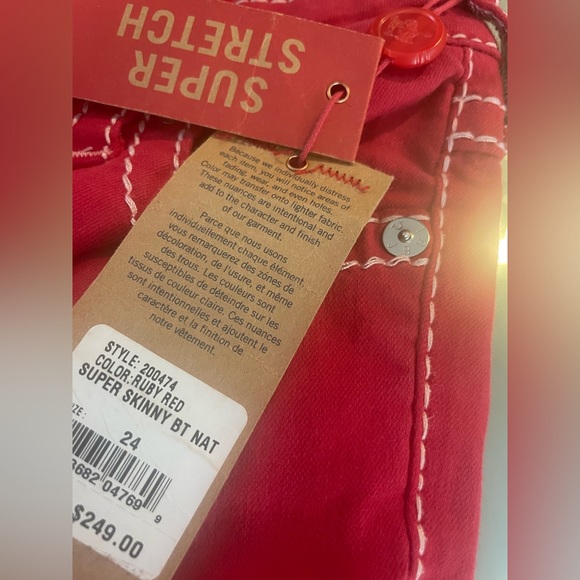 SUPER
STRETCH
Because we individually distress
each item, you will notice areas of
fading, wear, and even holes.
Color may transfer onto lighter fabric.
These nuances are intentional and
add to the character and finish
of our garment.
Parce que nous usons
individuellement chaque élément,
vous remarquerez des zones de
décoloration, de l'usure, et même
des trous. Les couleurs sont
susceptibles de déteindre sur les
tissus de couleur claire. Ces nuances
sont intentionnelles et ajoutent le
caractère et la finition de
notre vêtement.
STYLE: 200474
COLOR: RUBY RED
SUPER SKINNY BT NAT
24
3682 04769 9
$249.00